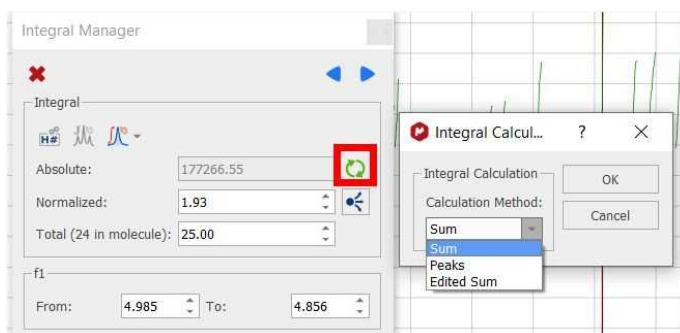 Integral Manager
Integral
H#
Absolute: 177266.55
Normalized: 1.93
Total (24 in molecule): 25.00
f1
From: 4.985 To: 4.856
Integral Calcul... ?
Integral Calculation
Calculation Method:
Sum
Sum
Peaks
Edited Sum
OK
Cancel